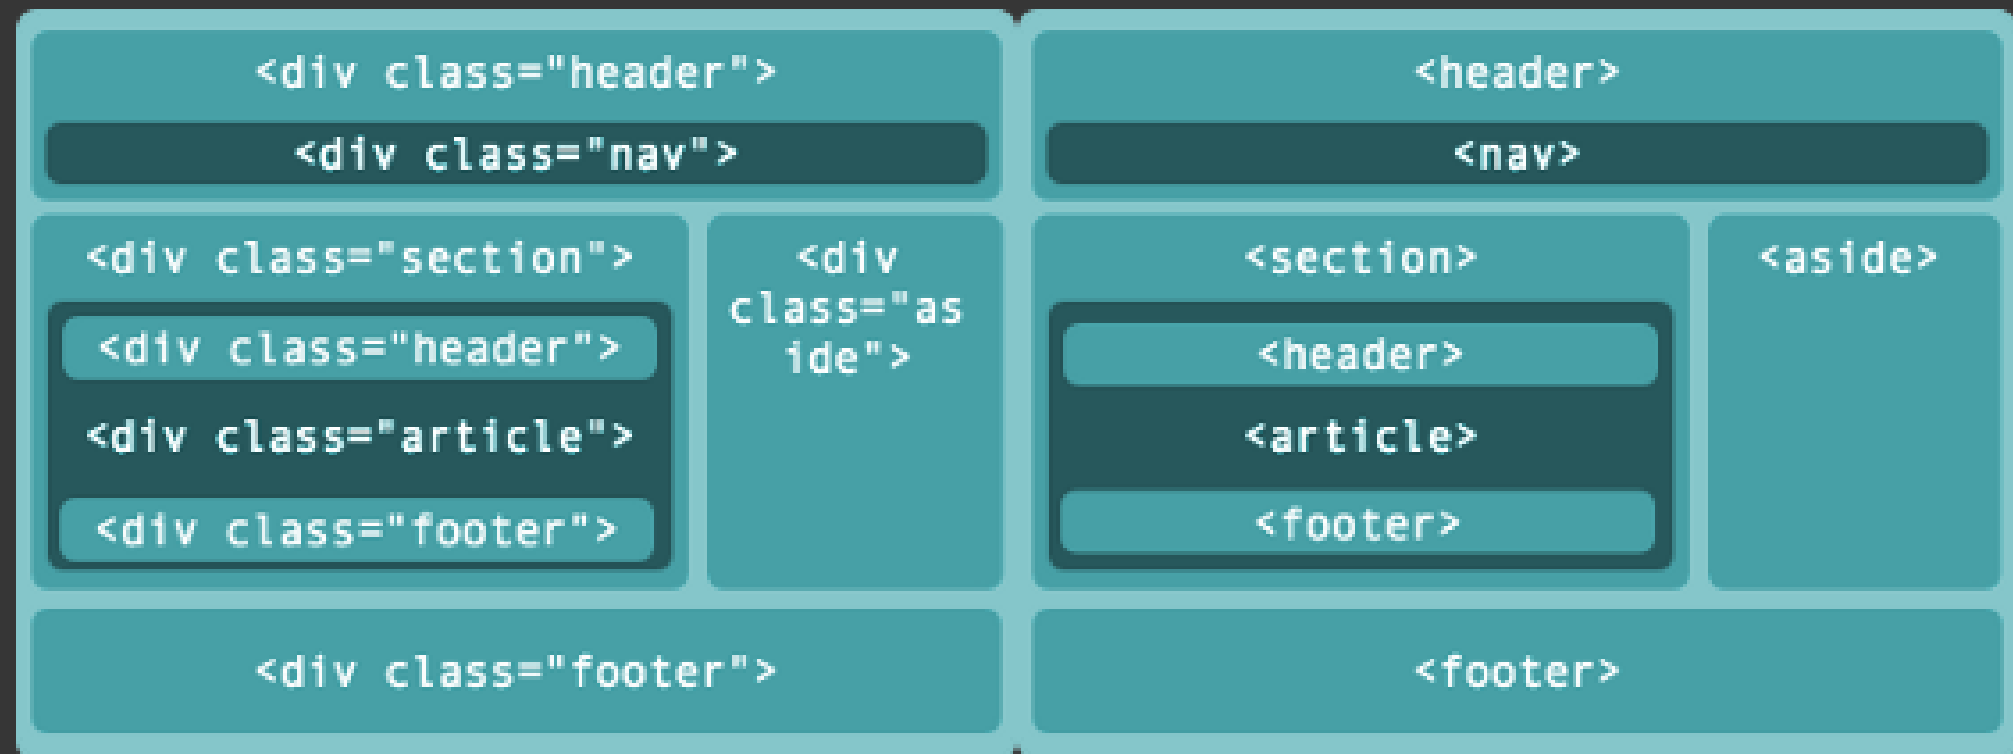 <div class="header">
<div class="nav">
<div class="section">
<div class="header">
<div class="article">
<div class="footer">
<div
class="as
ide">
<div class="footer">
<header>
<nav>
<section>
<header>
<article>
<footer>
<aside>
<footer>